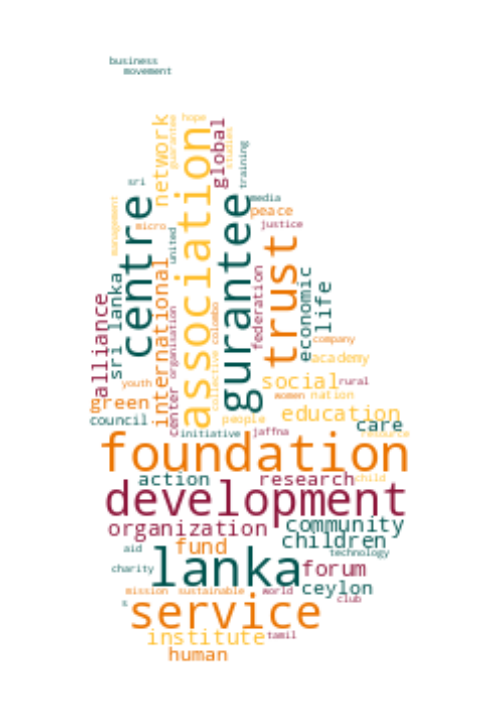 business
movement
hope
network
guarantee
association
global
studies
training
sri
centre
management
micro
united
gurantee
media
peace
justice
trust
international
organisation
colombo
federation
economic
life
alliance
sri lanka
company
academy
youth
collective
social
rural
green
center
women
nation
council
people
education
care
initiative
jaffna
resource
foundation
action
research
child
development
organization
community
children
aid
fund
technology
charity
lanka
forum
mission
sustainable
world
ceylon
s
service
club
institute
tamil
human